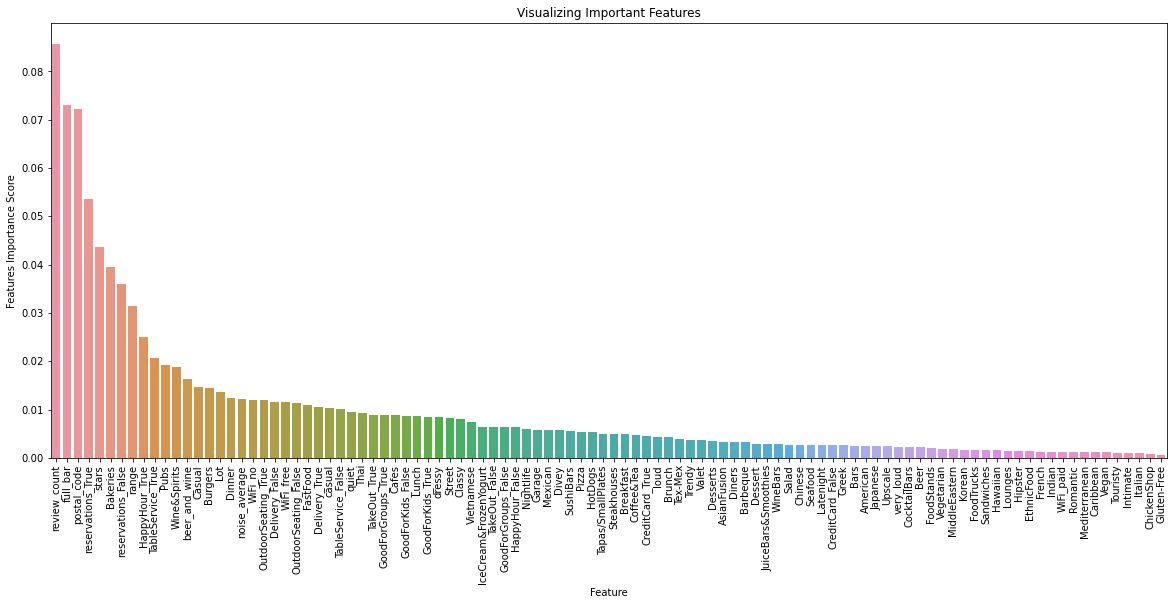 Visualizing Important Features
Features Importance Score
0.08
0.07
0.06
0.05
0.04
0.03
0.02
0.01
0.00
review_count
full_bar
postal_code
reservations_True
stars
Bakeries
reservations_False
range
HappyHour_True
TableService_True
Pubs
Wine&Spirits
beer_and_wine
Casual
Burgers
Lot
Dinner
noise_average
WiFi_no
OutdoorSeating_True
Delivery_False
WiFi_free
OutdoorSeating_False
FastFood
Delivery_True
casual
TableService_False
quiet
Thai
TakeOut_True
GoodForGroups_True
Cafes
GoodForKids_False
Lunch
GoodForKids_True
dressy
Street
Classy
Vietnamese
IceCream&FrozenYogurt
TakeOut_False
GoodForGroups_False
HappyHour_False
Nightlife
Garage
Mexican
Divey
SushiBars
Pizza
HotDogs
Tapas/SmallPlates
Steakhouses
Breakfast
Coffee&Tea
CreditCard_True
loud
Brunch
Tex-Mex
Trendy
Valet
Desserts
AsianFusion
Diners
Barbeque
Dessert
JuiceBars&Smoothies
WineBars
Salad
Chinese
Seafood
Latenight
CreditCard_False
Greek
Bars
American
Japanese
Upscale
very_loud
CocktailBars
Beer
FoodStands
Vegetarian
MiddleEastern
Korean
FoodTrucks
Sandwiches
Hawaiian
Lounges
Hipster
EthnicFood
French
Indian
WiFi_paid
Romantic
Mediterranean
Caribbean
Vegan
Touristy
Intimate
Italian
ChickenShop
Gluten-Free
Feature